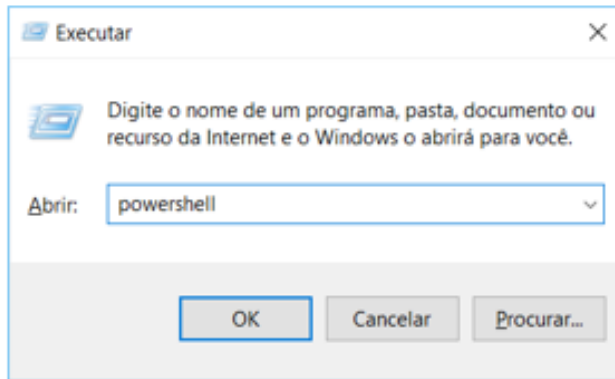 Executar
Digite o nome de um programa, pasta, documento ou
recurso da Internet e o Windows o abrirá para você.
Abrir: powershell
OK Cancelar Procurar...